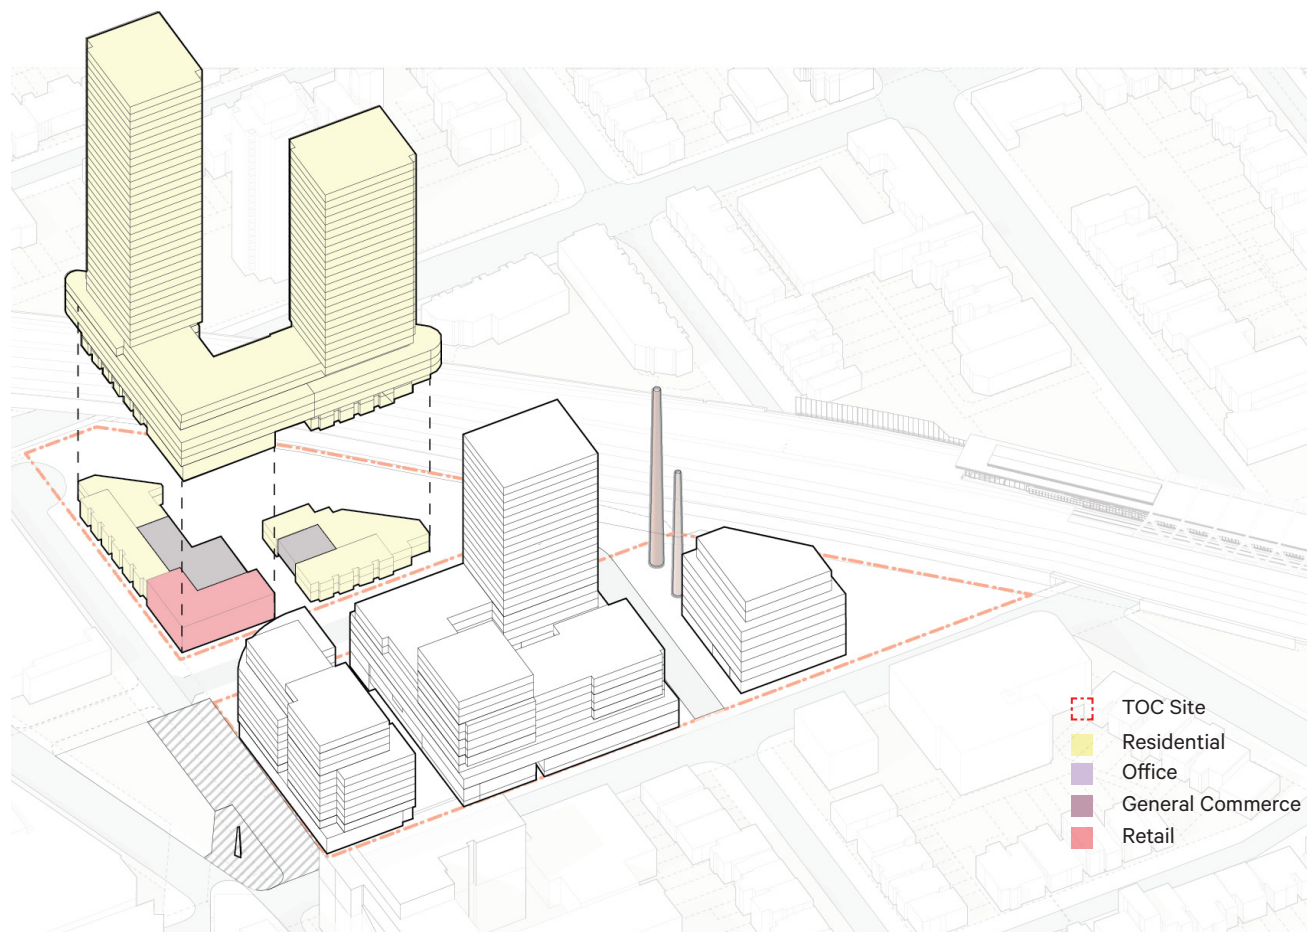 TOC Site
Residential
Office
General Commerce
Retail